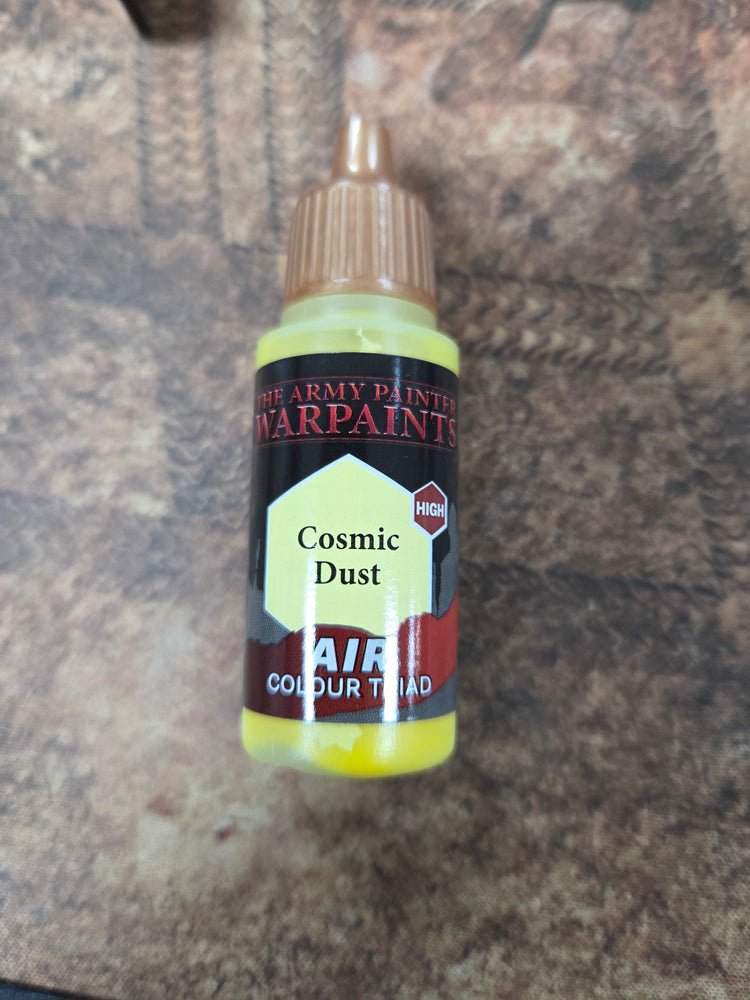 THE ARMY PAINTER
WARPAINTS
HIGH
Cosmic
Dust
AIR
COLOUR TRIAD